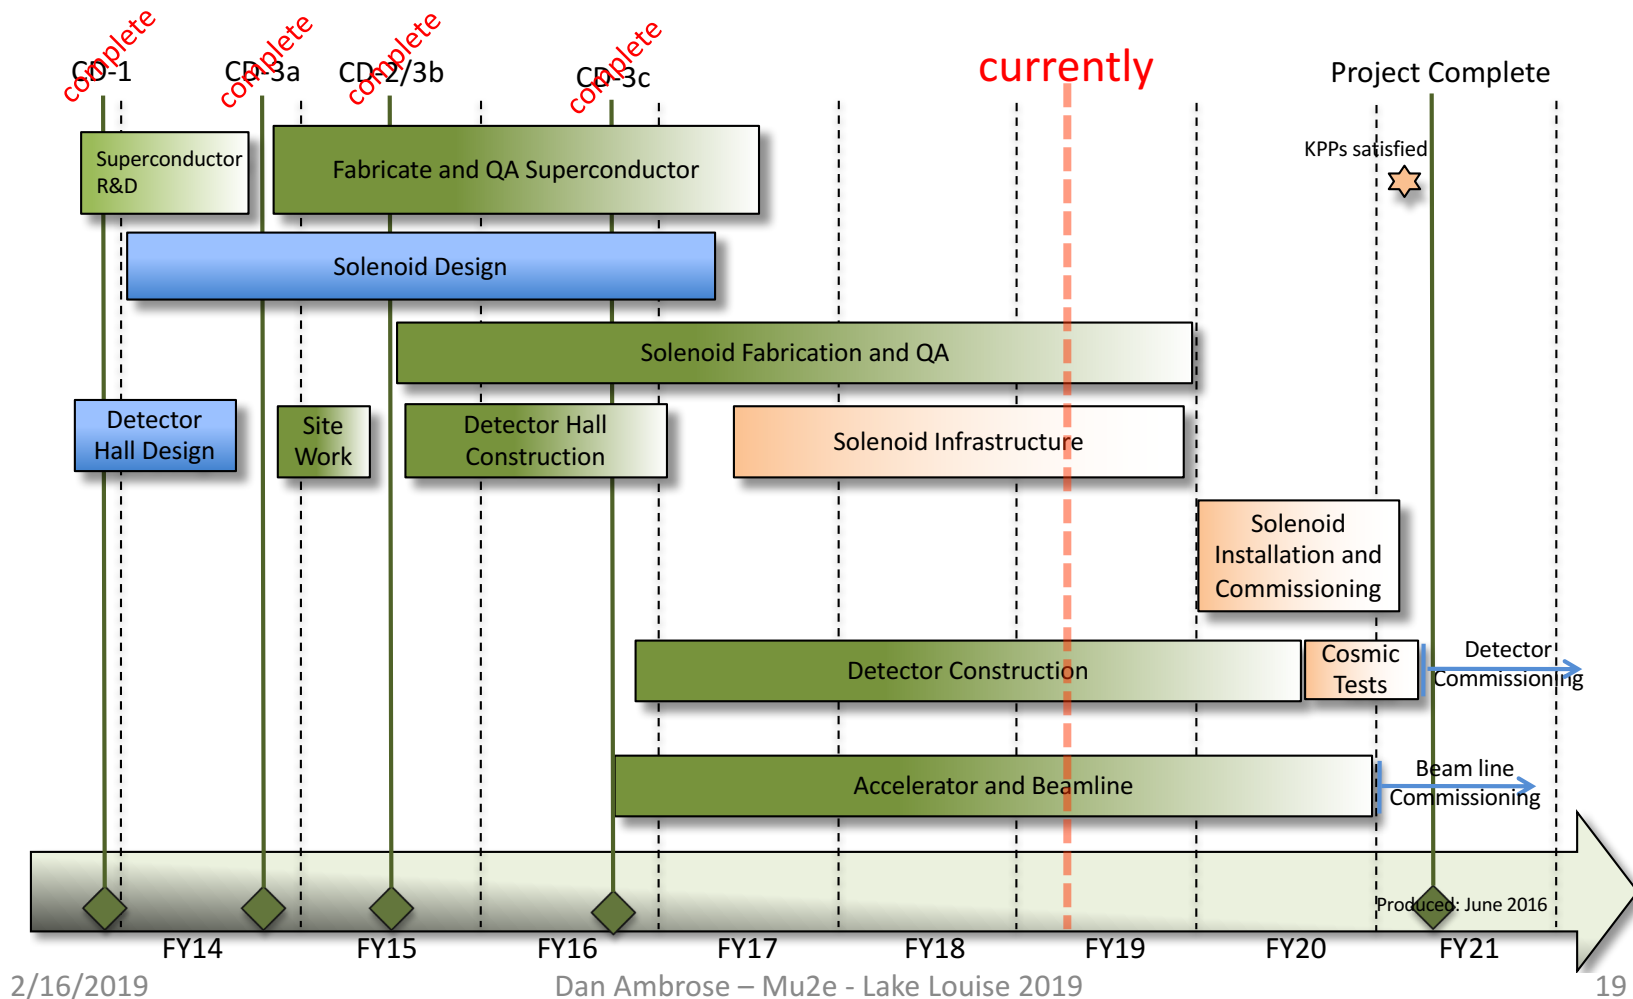 complete
complete
complete
complete
CD-1
CD-3a
CD-2/3b
CD-3c
currently
Project Complete
KPPs satisfied
Superconductor
R&D
Fabricate and QA Superconductor
Solenoid Design
Solenoid Fabrication and QA
Detector
Hall Design
Site
Work
Detector Hall
Construction
Solenoid Infrastructure
Solenoid
Installation and
Commissioning
Detector Construction
Cosmic
Tests
Detector
Commissioning
Accelerator and Beamline
Beam line
Commissioning
Produced: June 2016
FY14
FY15
FY16
FY17
FY18
FY19
FY20
FY21
2/16/2019
Dan Ambrose – Mu2e - Lake Louise 2019
19